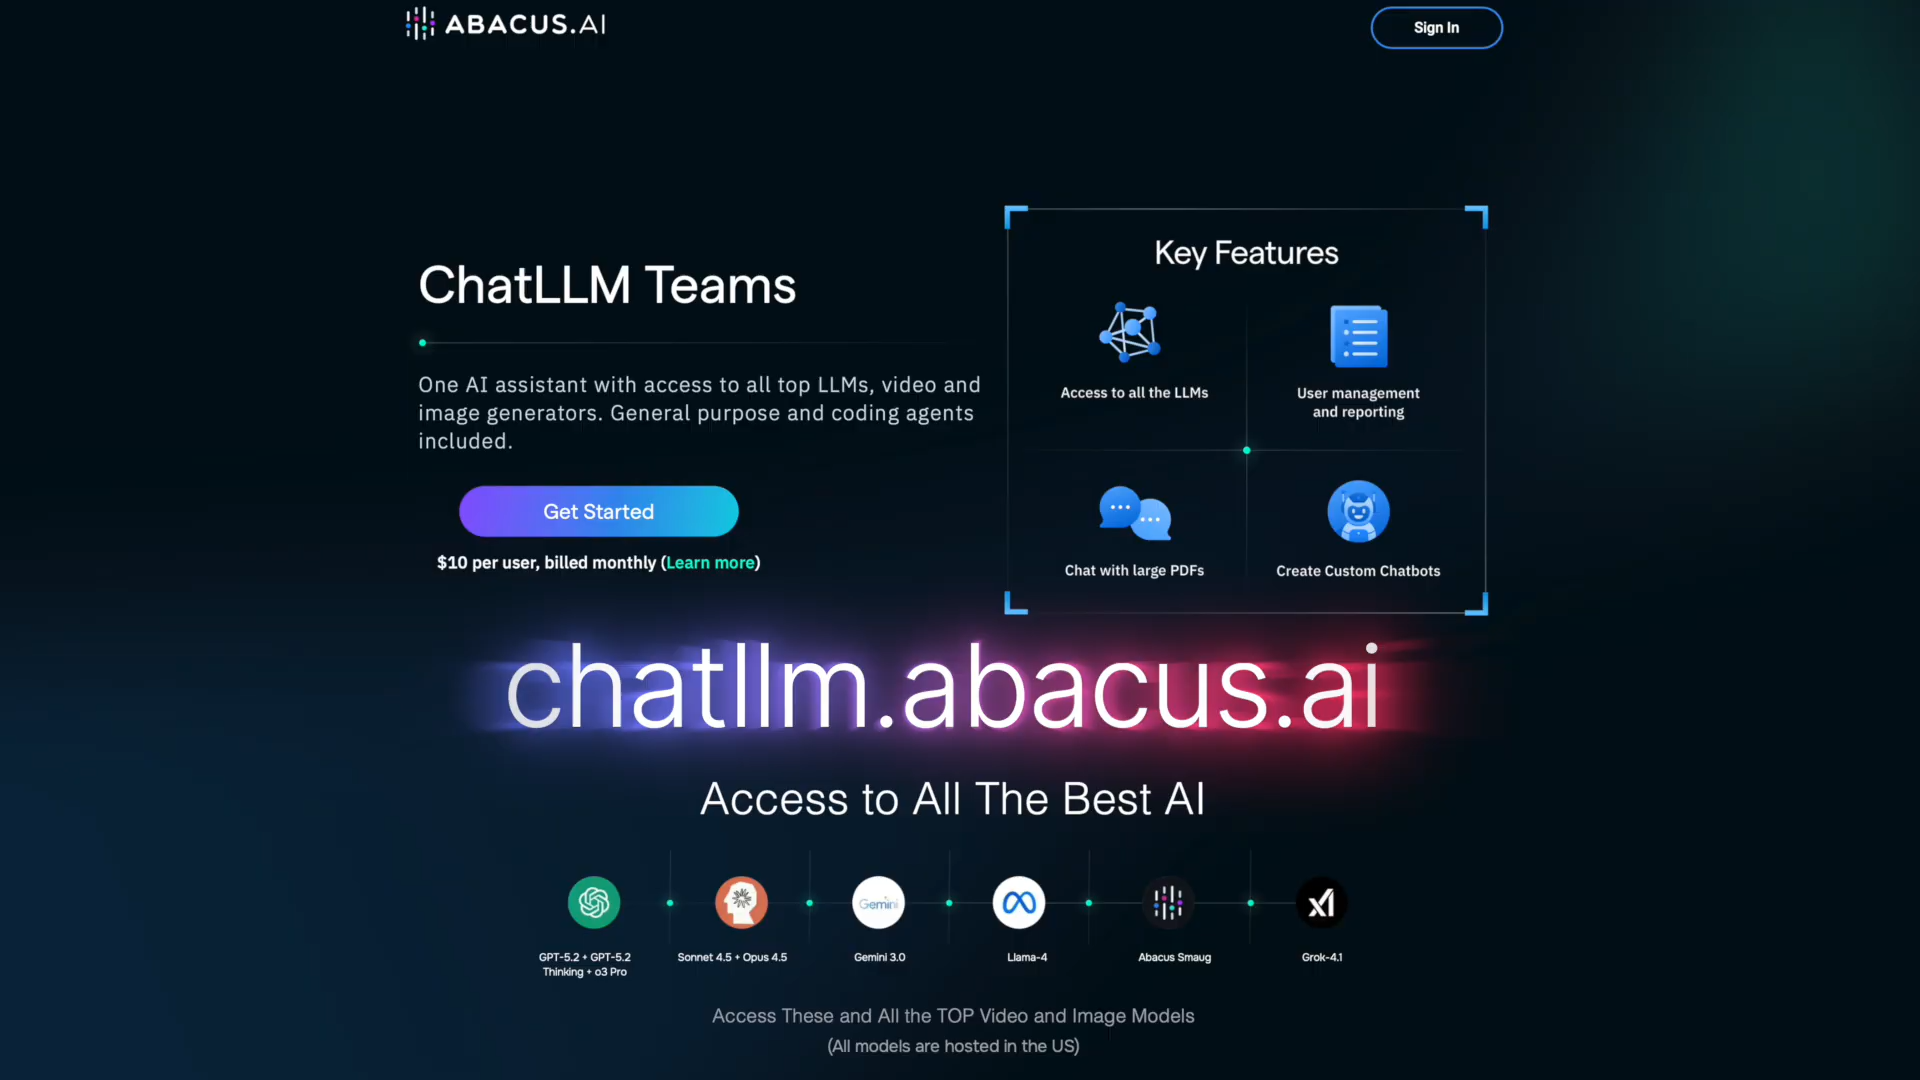 ABACUS.AI
Sign In
ChatLLM Teams
One AI assistant with access to all top LLMs, video and
image generators. General purpose and coding agents
included.
Get Started
$10 per user, billed monthly (Learn more)
Key Features
Access to all the LLMs
User management
and reporting
Chat with large PDFs
Create Custom Chatbots
chatllm.abacus.ai
Access to All The Best AI
Gemini
GPT-5.2 + GPT-5.2
Thinking + o3 Pro
Sonnet 4.5 + Opus 4.5
Gemini 3.0
Llama-4
Abacus Smaug
Grok-4.1
Access These and All the TOP Video and Image Models
(All models are hosted in the US)